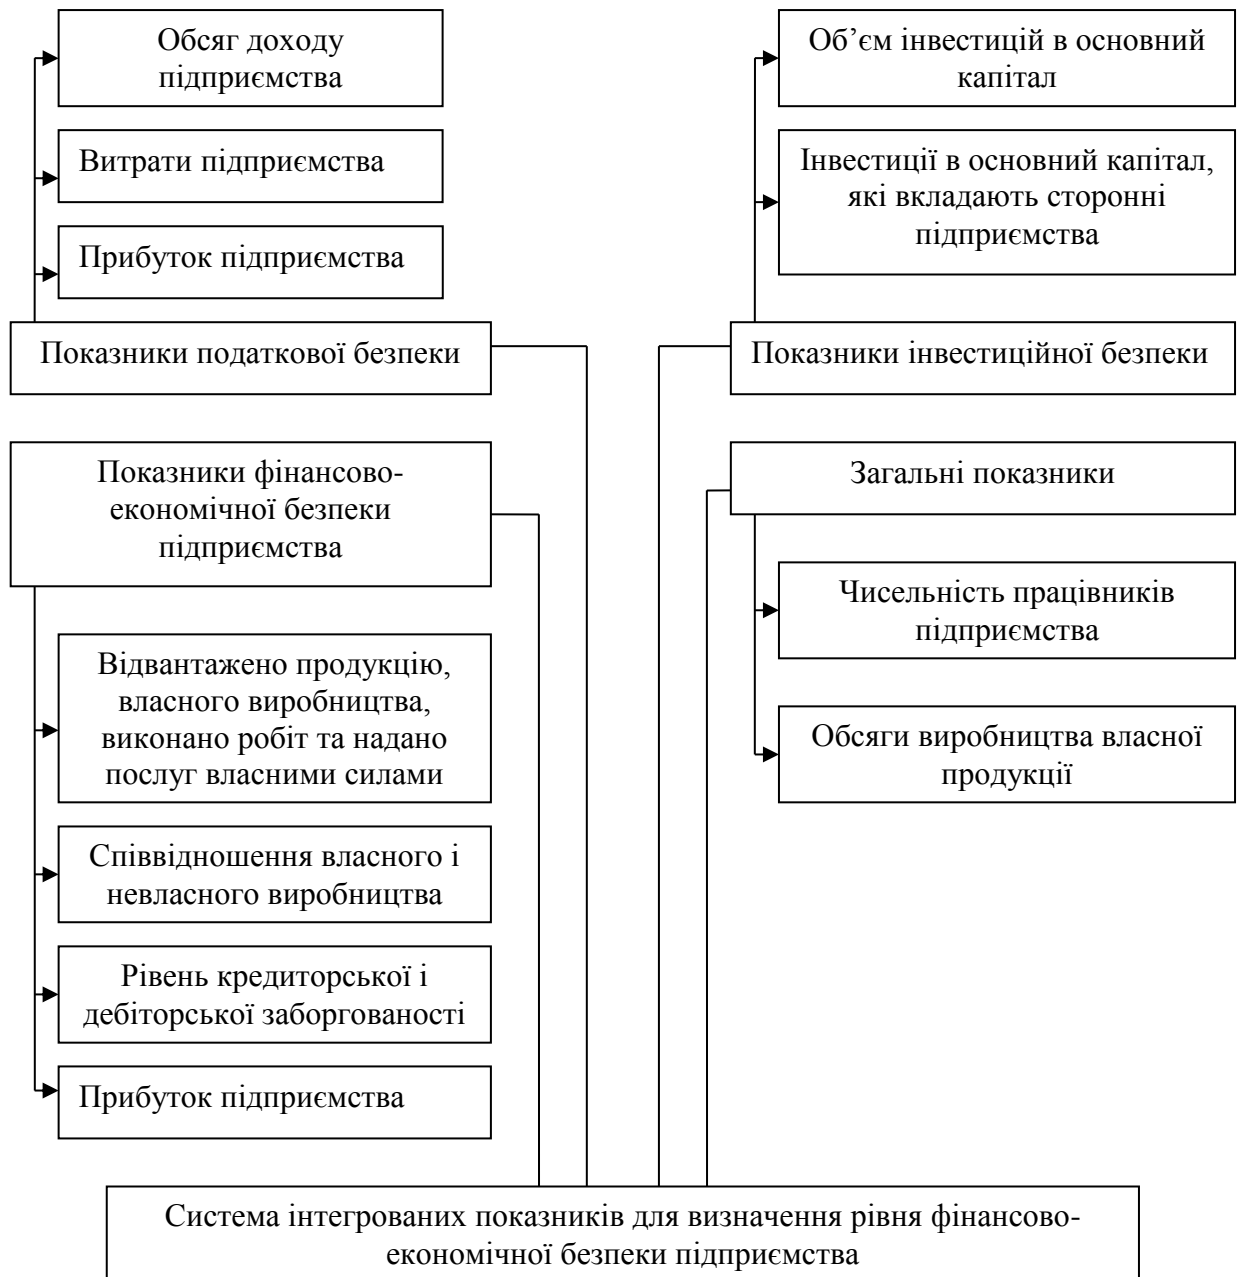 Обсяг доходу
підприємства
Витрати підприємства
Прибуток підприємства
Показники податкової безпеки
Об’єм інвестицій в основний
капітал
Інвестиції в основний капітал,
які вкладають сторонні
підприємства
Показники інвестиційної безпеки
Показники фінансово-
економічної безпеки
підприємства
Відвантажено продукцію,
власного виробництва,
виконано робіт та надано
послуг власними силами
Співвідношення власного і
невласного виробництва
Рівень кредиторської і
дебіторської заборгованості
Прибуток підприємства
Загальні показники
Чисельність працівників
підприємства
Обсяги виробництва власної
продукції
Система інтегрованих показників для визначення рівня фінансово-
економічної безпеки підприємства